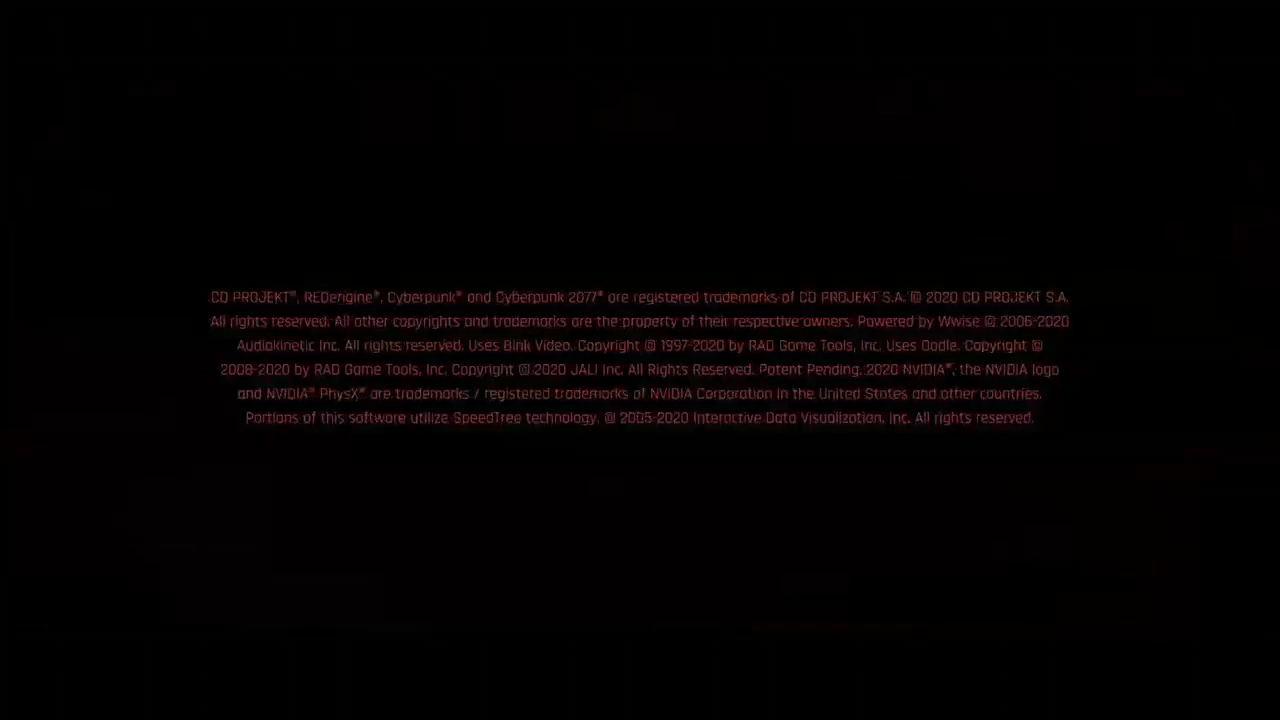 CD PROJEKT®, REDengine®, Cyberpunk® and Cyberpunk 2077® are registered trademarks of CD PROJEKT S.A. © 2020 CD PROJEKT S.A.
All rights reserved. All other copyrights and trademarks are the property of their respective owners. Powered by Wwise © 2006-2020
Audiokinetic Inc. All rights reserved. Uses Bink Video. Copyright © 1997-2020 by RAD Game Tools, Inc. Uses Oodle. Copyright ©
2008-2020 by RAD Game Tools, Inc. Copyright © 2020 JALI Inc. All Rights Reserved. Patent Pending. 2020 NVIDIA®, the NVIDIA logo
and NVIDIA® PhysX® are trademarks / registered trademarks of NVIDIA Corporation in the United States and other countries.
Portions of this software utilize SpeedTree technology. © 2005-2020 Interactive Data Visualization, Inc. All rights reserved.